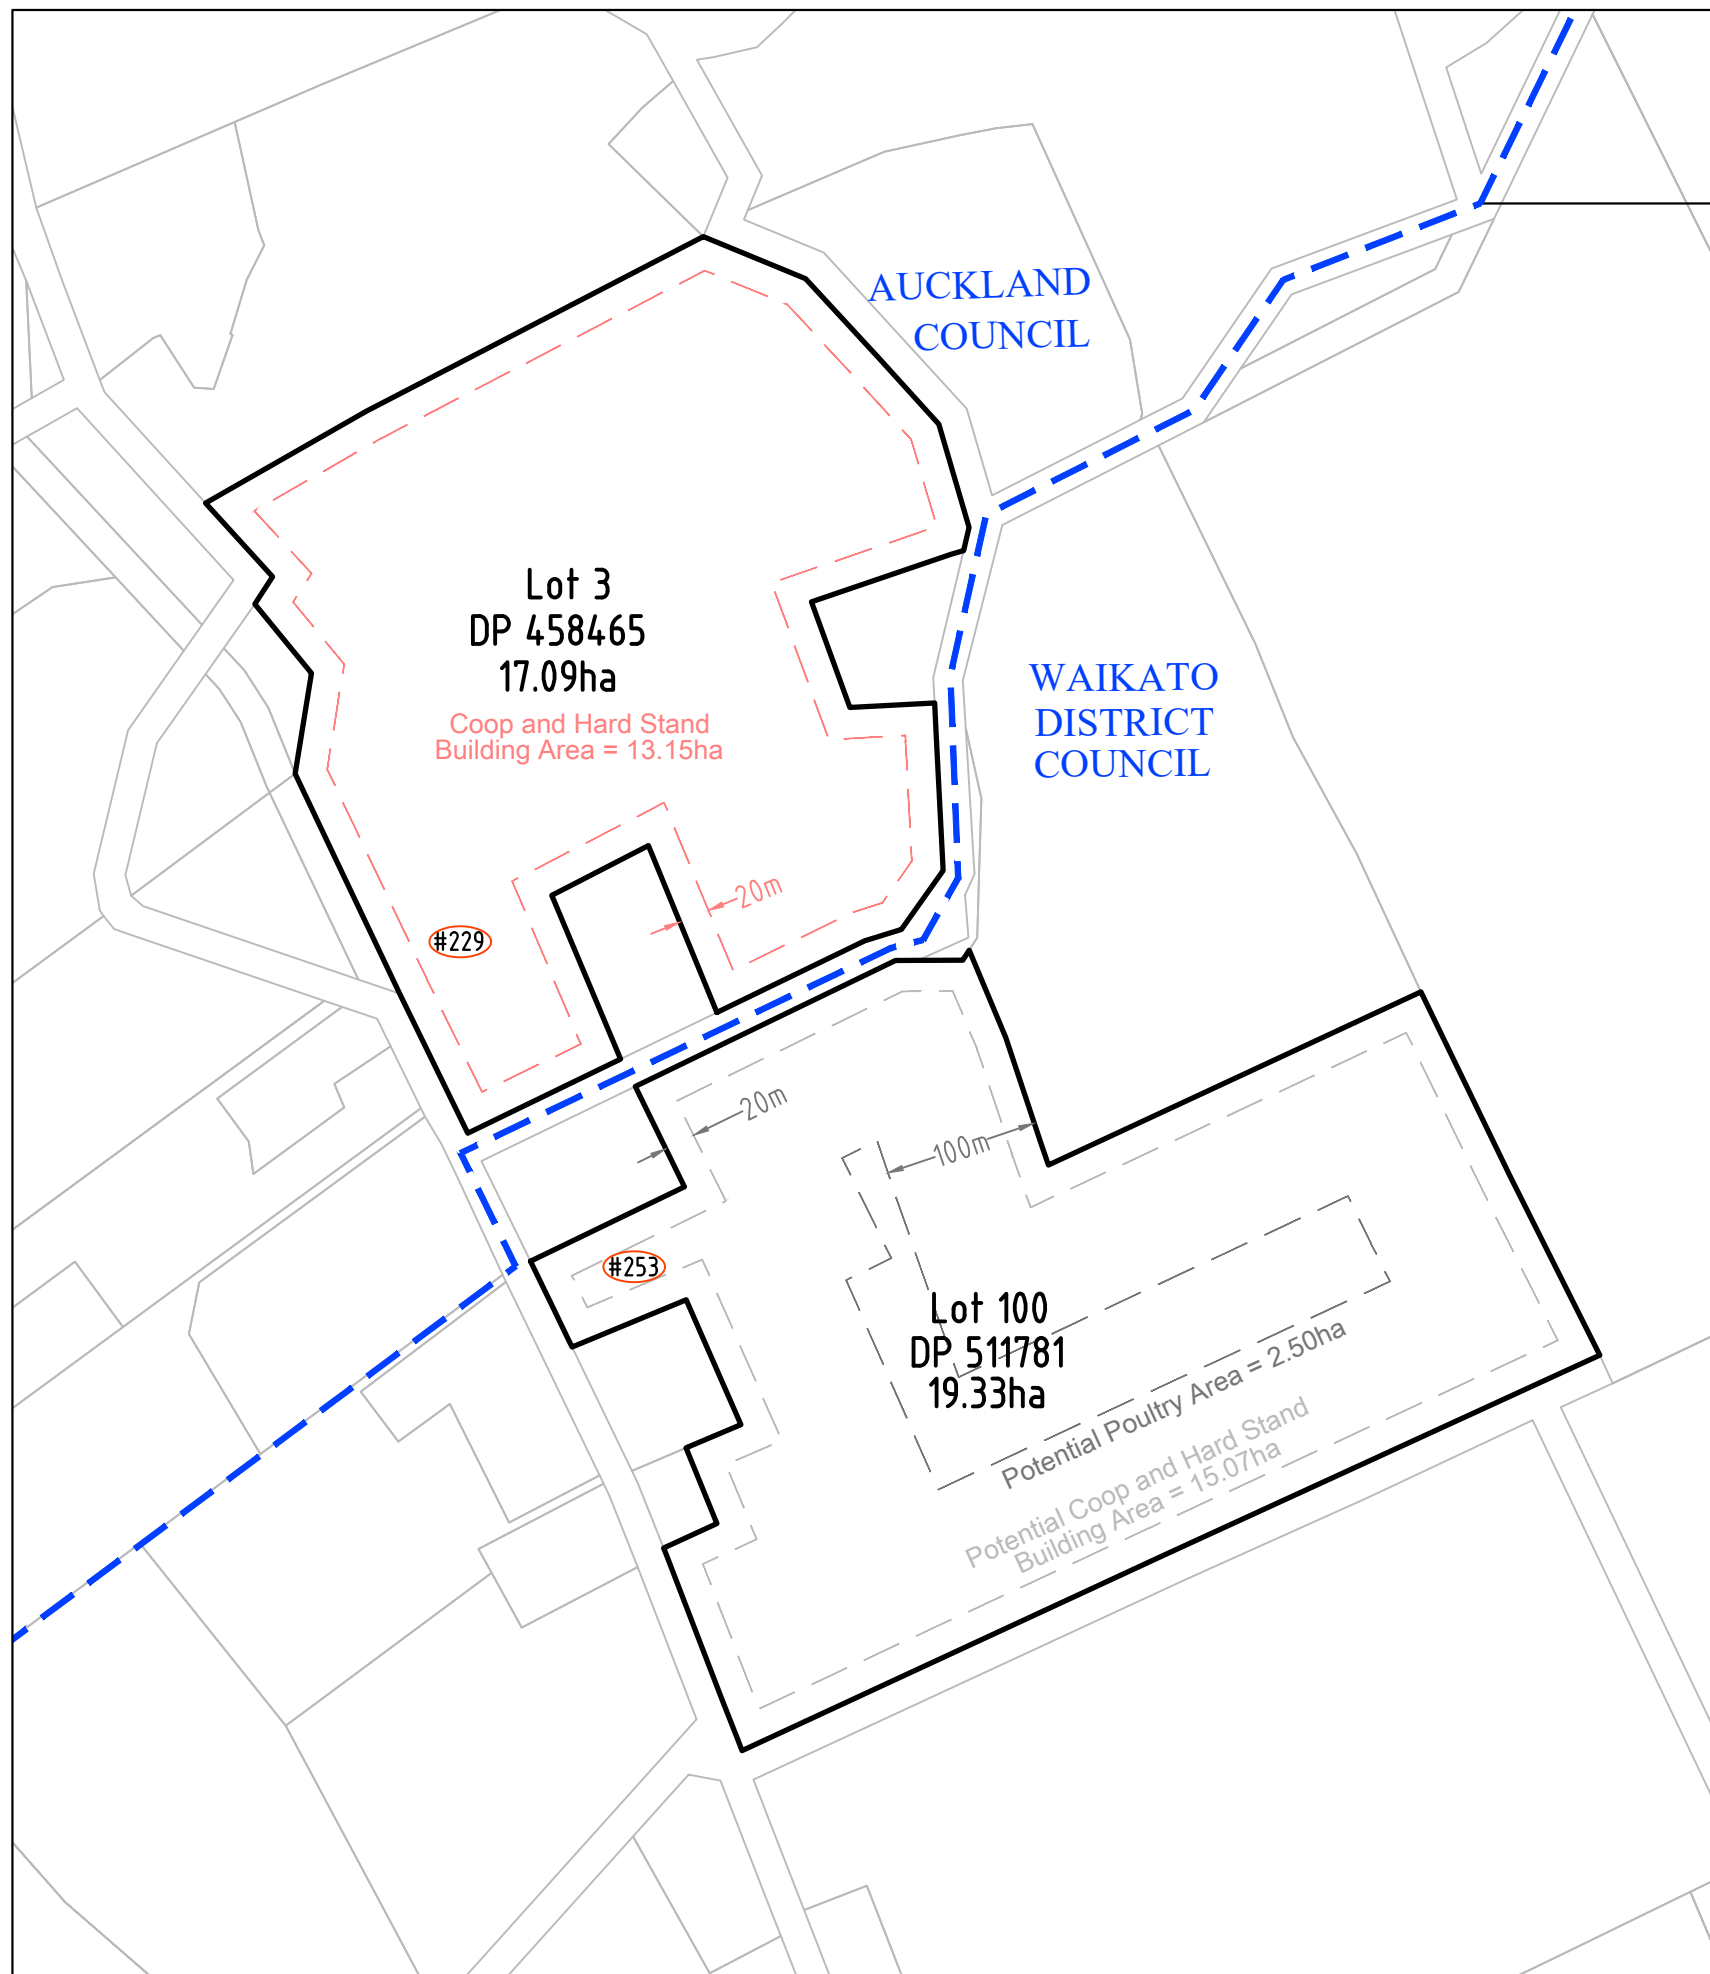 AUCKLAND
COUNCIL
Lot 3
DP 458465
17.09ha
Coop and Hard Stand
Building Area = 13.15ha
WAIKATO
DISTRICT
COUNCIL
20m
#229
20m
100m
#253
Lot 100
DP 511781
19.33ha
Potential Poultry Area = 2.50ha
Potential Coop and Hard Stand
Building Area = 15.07ha